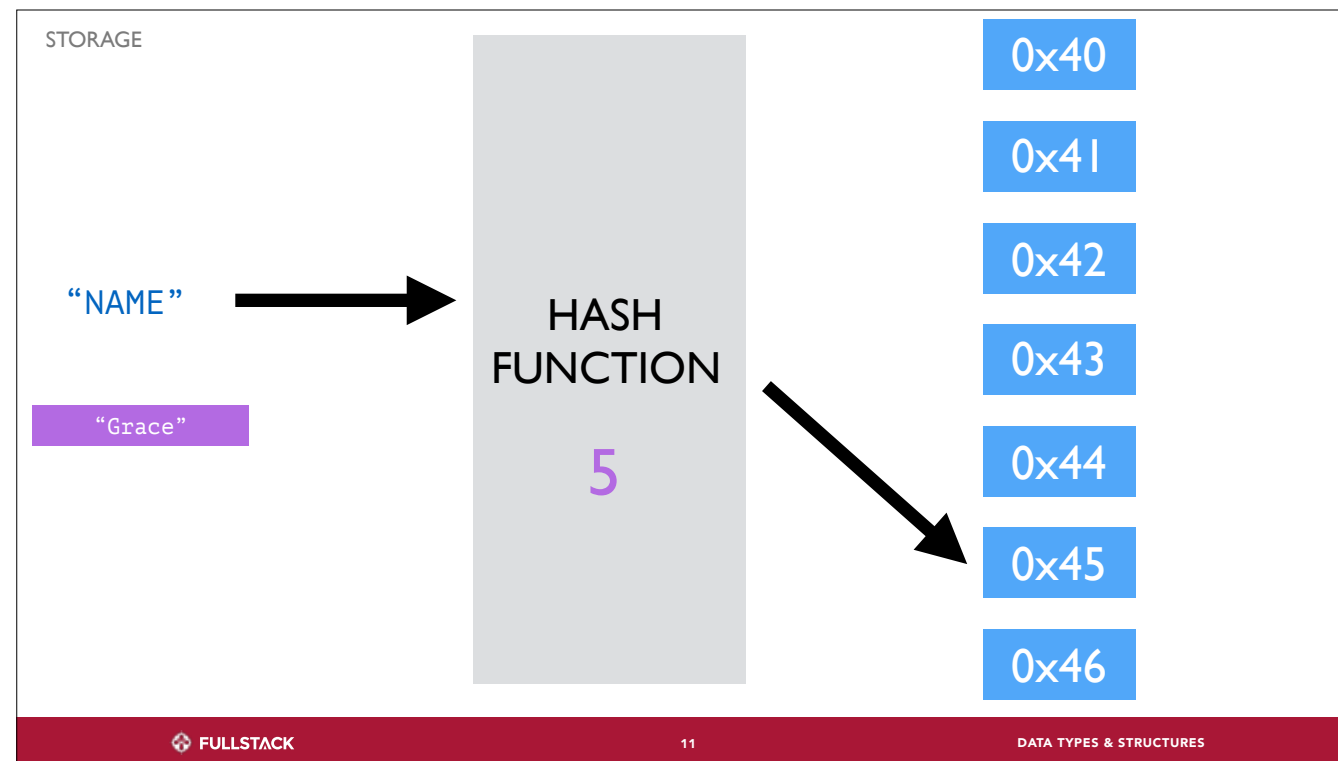 STORAGE
“NAME”
“Grace”
HASH
FUNCTION
5
0x40
0x41
0x42
0x43
0x44
0x45
0x46
FULLSTACK
11
DATA TYPES & STRUCTURES